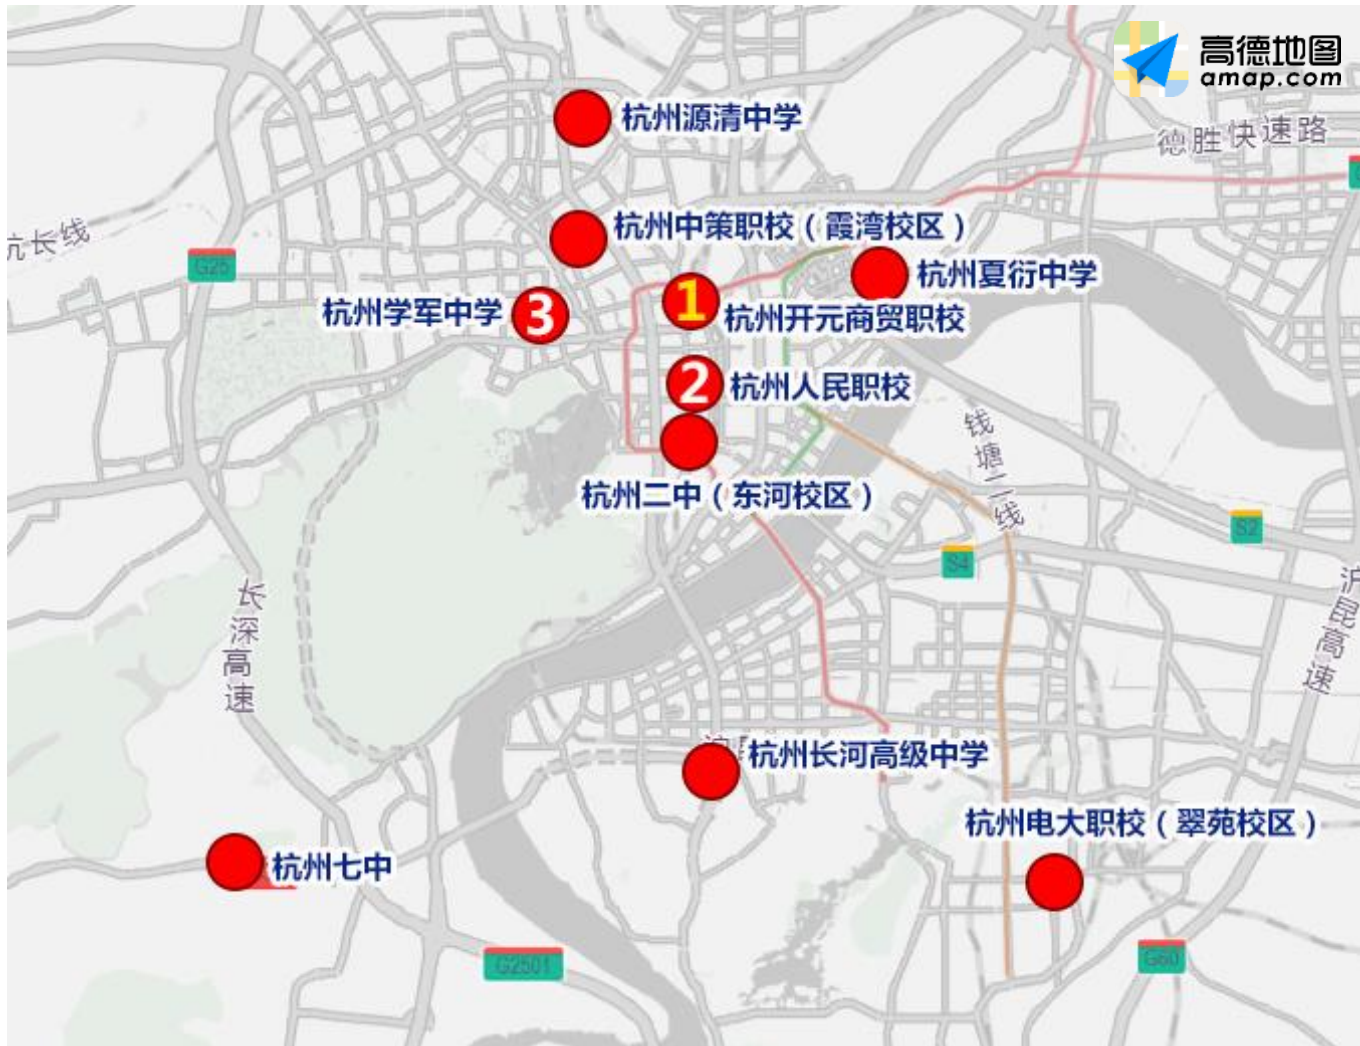 高德地图
amap.com
杭州源清中学
德胜快速路
杭州中策职校（霞湾校区）
杭长线
G25
杭州夏衍中学
1
杭州开元商贸职校
杭州学军中学
3
2
杭州人民职校
钱塘二线
杭州二中（东河校区）
S2
S4
长深高速
沪昆高速
杭州长河高级中学
杭州电大职校（翠苑校区）
杭州七中
G2501
G60